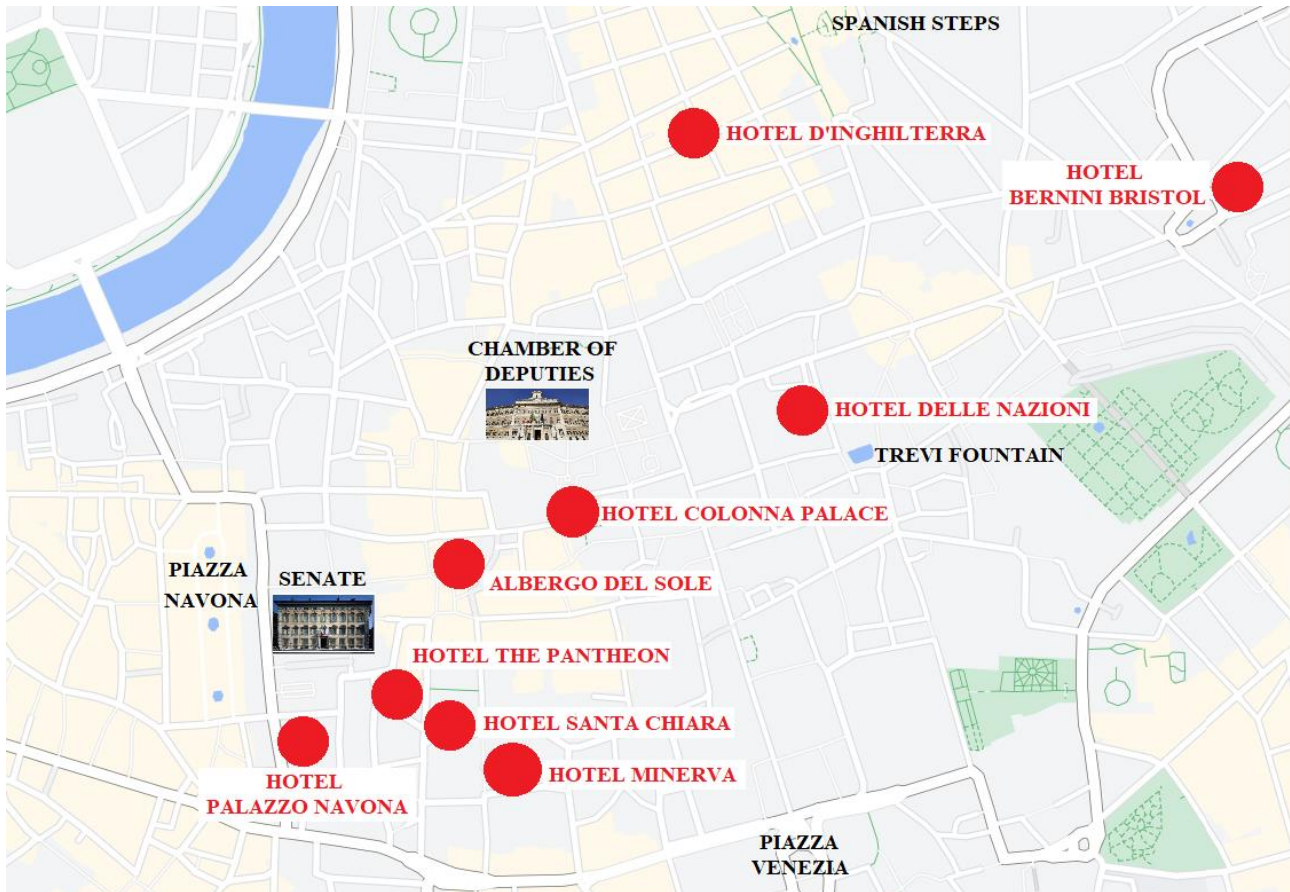 SPANISH STEPS
HOTEL D'INGHILTERRA
HOTEL
BERNINI BRISTOL
CHAMBER OF
DEPUTIES
HOTEL DELLE NAZIONI
TREVI FOUNTAIN
HOTEL COLONNA PALACE
ALBERGO DEL SOLE
PIAZZA
NAVONA
SENATE
HOTEL THE PANTHEON
HOTEL SANTA CHIARA
HOTEL MINERVA
HOTEL
PALAZZO NAVONA
PIAZZA
VENEZIA